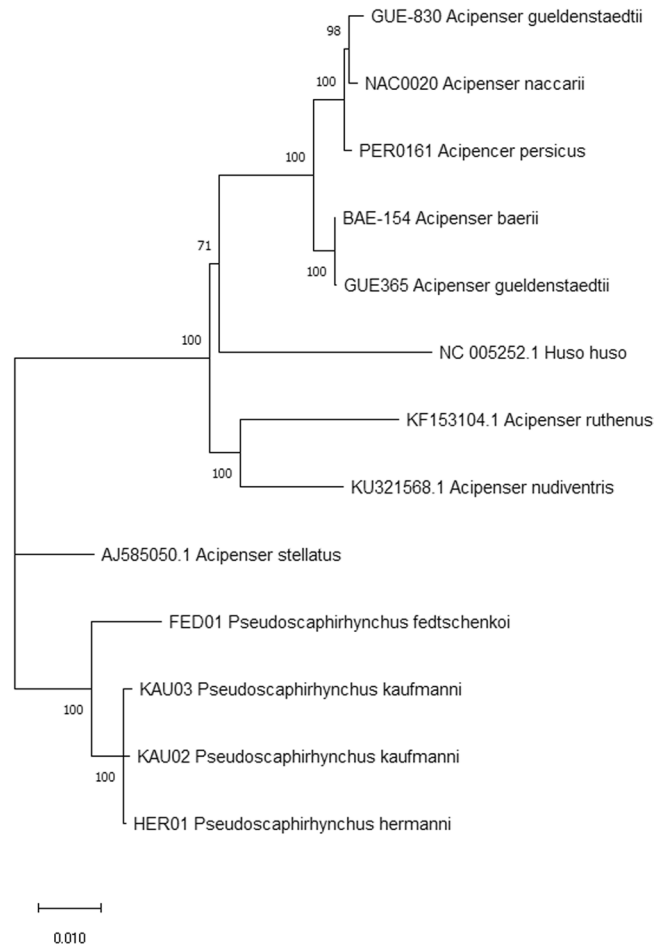 98
GUE-830 Acipenser gueldenstaedtii
100
NAC0020 Acipenser naccarii
100
PER0161 Acipencer persicus
BAE-154 Acipenser baerii
71
100
GUE365 Acipenser gueldenstaedtii
100
NC 005252.1 Huso huso
KF153104.1 Acipenser ruthenus
100
KU321568.1 Acipenser nudiventris
AJ585050.1 Acipenser stellatus
FED01 Pseudoscaphirhynchus fedtschenkoi
100
KAU03 Pseudoscaphirhynchus kaufmanni
KAU02 Pseudoscaphirhynchus kaufmanni
100
HER01 Pseudoscaphirhynchus hermanni
0.010